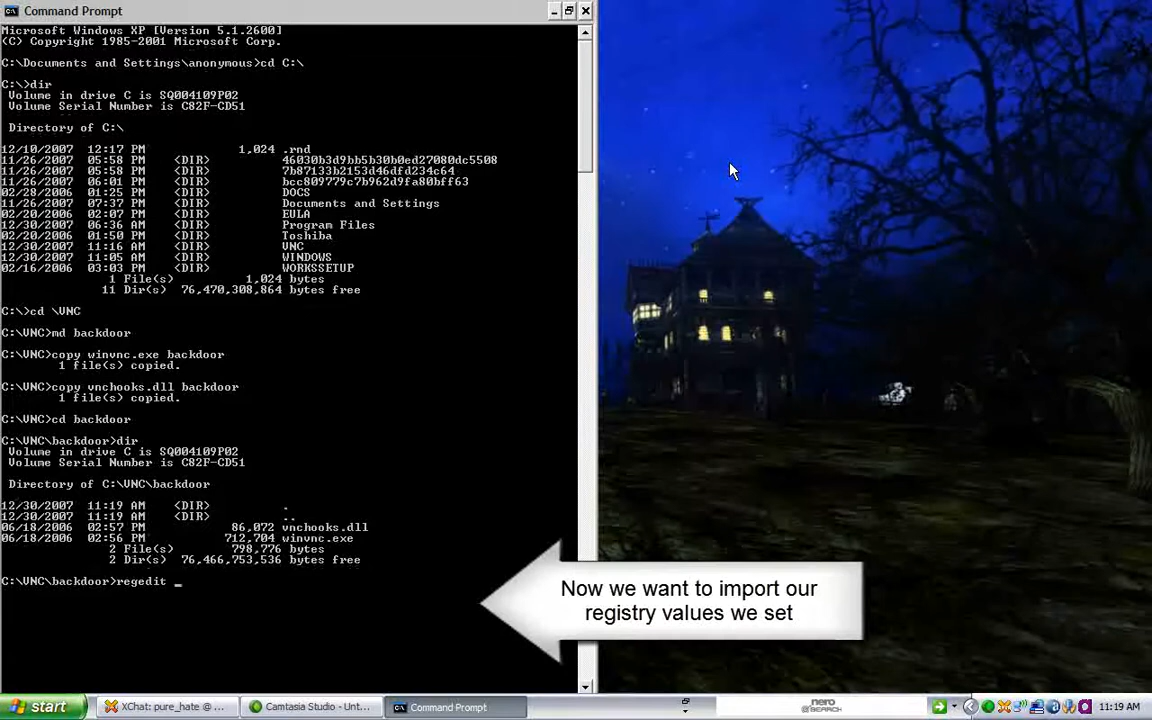 Command Prompt
Microsoft Windows XP [Version 5.1.2600]
(C) Copyright 1985-2001 Microsoft Corp.
C:\Documents and Settings\anonymous>cd C:\
C:\>dir
Volume in drive C is SQ004109P02
Volume Serial Number is C82F-CD51
Directory of C:\
12/10/2007 12:17 PM 1,024 .rnd
11/26/2007 05:58 PM <DIR> 46030b3d9bb5b30b0ed27080dc5508
11/26/2007 05:58 PM <DIR> 7b87133b2153d46dfd234c64
11/26/2007 06:01 PM <DIR> bcc809779c7b962d9fa80bff63
02/28/2006 01:25 PM <DIR> DOCS
11/26/2007 07:37 PM <DIR> Documents and Settings
02/20/2006 02:07 PM <DIR> EULA
12/30/2007 06:36 AM <DIR> Program Files
02/20/2006 01:50 PM <DIR> Toshiba
12/30/2007 11:16 AM <DIR> VNC
12/30/2007 11:05 AM <DIR> WINDOWS
02/16/2006 03:03 PM <DIR> WORKSSETUP
1 File(s) 1,024 bytes
11 Dir(s) 76,470,308,864 bytes free
C:\>cd \VNC
C:\VNC>md backdoor
C:\VNC>copy winvnc.exe backdoor
1 file(s) copied.
C:\VNC>copy vnchooks.dll backdoor
1 file(s) copied.
C:\VNC>cd backdoor
C:\VNC\backdoor>dir
Volume in drive C is SQ004109P02
Volume Serial Number is C82F-CD51
Directory of C:\VNC\backdoor
12/30/2007 11:19 AM <DIR> .
12/30/2007 11:19 AM <DIR> ..
06/18/2006 02:57 PM 86,072 vnchooks.dll
06/18/2006 02:56 PM 712,704 winvnc.exe
2 File(s) 798,776 bytes
2 Dir(s) 76,466,753,536 bytes free
C:\VNC\backdoor>regedit _
Now we want to import our
registry values we set
start
XChat: pure_hate @ ...
Camtasia Studio - Unt...
Command Prompt
nero
SEARCH
11:19 AM